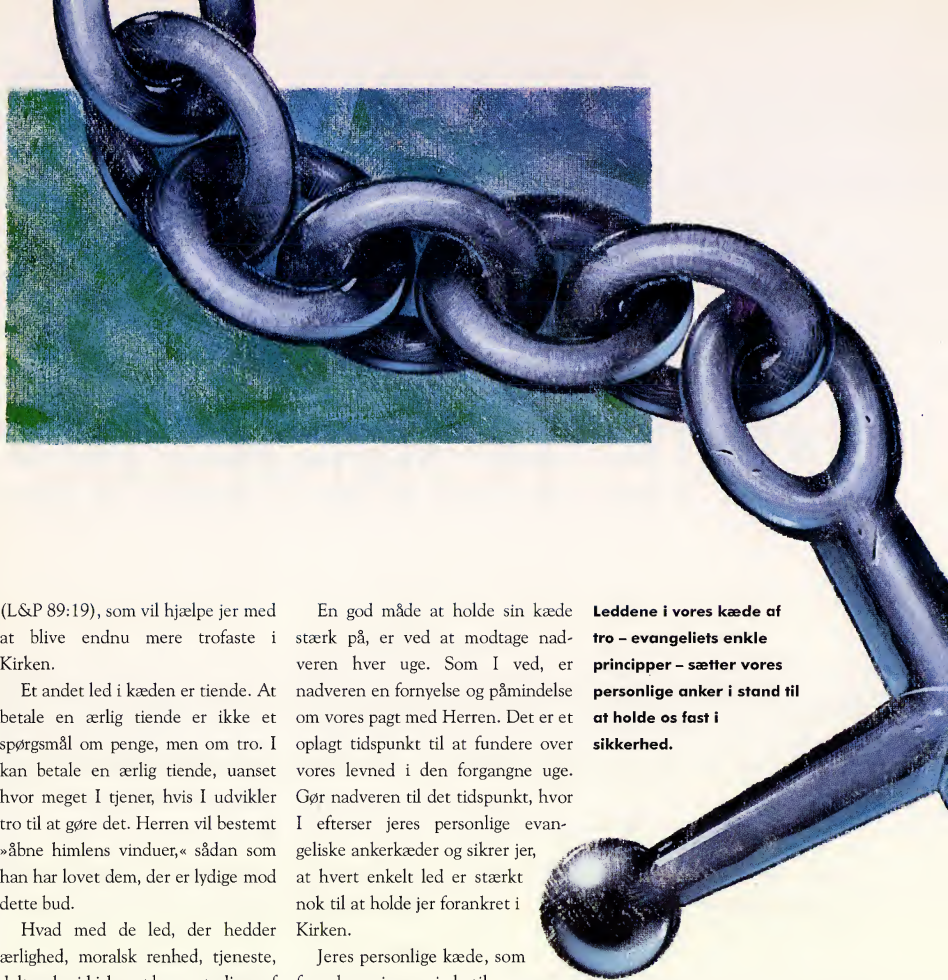 (L&P 89:19), som vil hjælpe jer med
at blive endnu mere trofaste i
Kirken.
Et andet led i kæden er tiende. At
betale en ærlig tiende er ikke et
spørgsmål om penge, men om tro. I
kan betale en ærlig tiende, uanset
hvor meget I tjener, hvis I udvikler
tro til at gøre det. Herren vil bestemt
»åbne himlens vinduer,« sådan som
han har lovet dem, der er lydige mod
dette bud.
Hvad med de led, der hedder
ærlighed, moralsk renhed, tjeneste,
En god måde at holde sin kæde
stærk på, er ved at modtage nad-
veren hver uge. Som I ved, er
nadveren en fornyelse og påmindelse
om vores pagt med Herren. Det er et
oplagt tidspunkt til at fundere over
vores levned i den forgangne uge.
Gør nadveren til det tidspunkt, hvor
I efterser jeres personlige evan-
geliske ankerkæder og sikrer jer,
at hvert enkelt led er stærkt
nok til at holde jer forankret i
Kirken.
Jeres personlige kæde, som
Leddene i vores kæde af
tro – evangeliets enkle
principper – sætter vores
personlige anker i stand til
at holde os fast i
sikkerhed.